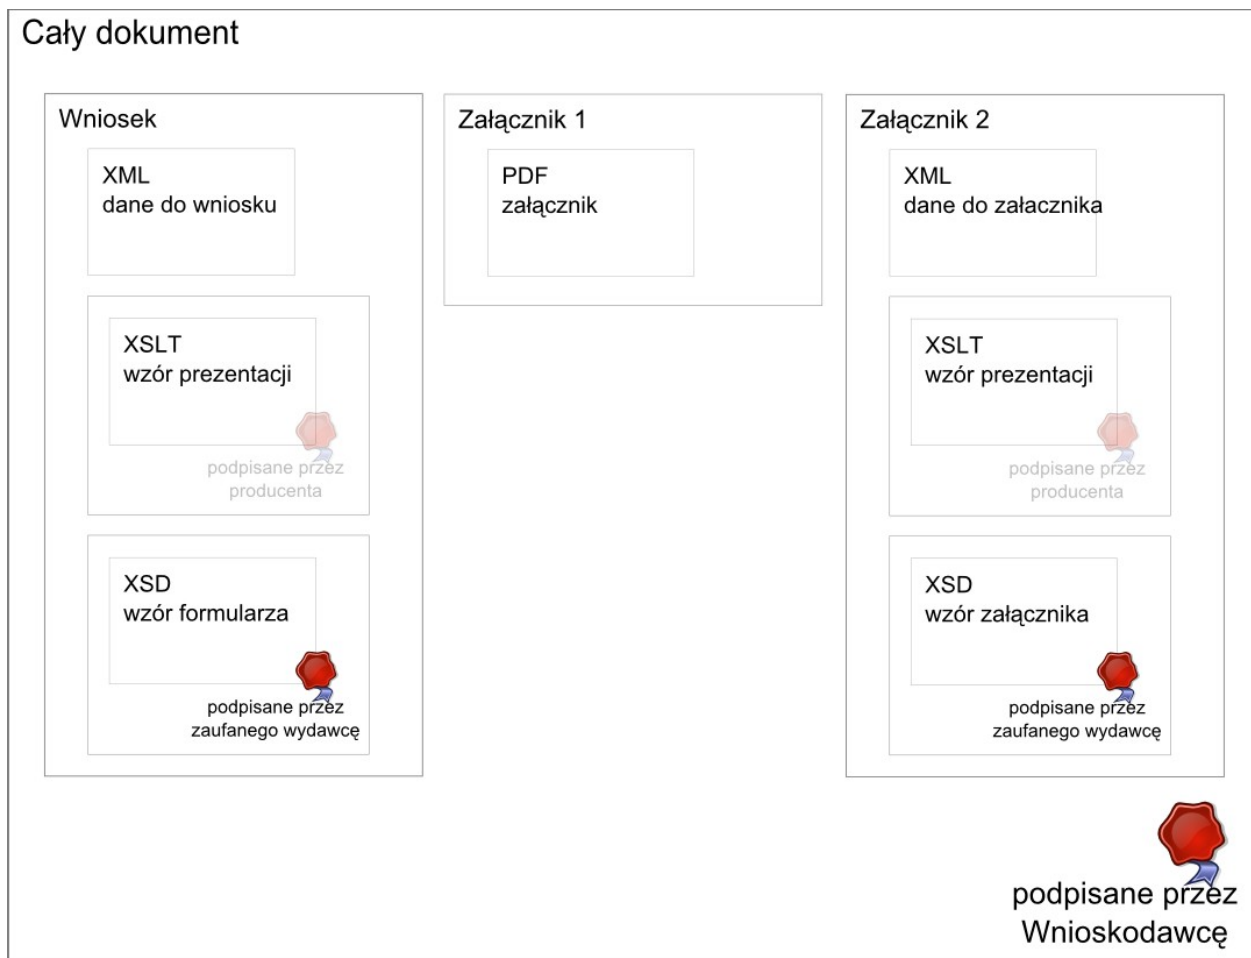 Cały dokument
Wniosek
XML
dane do wniosku
XSLT
wzór prezentacji
podpisane przez
producenta
XSD
wzór formularza
podpisane przez
zaufanego wydawcę
Załącznik 1
PDF
załącznik
Załącznik 2
XML
dane do załacznika
XSLT
wzór prezentacji
podpisane przez
producenta
XSD
wzór załącznika
podpisane przez
zaufanego wydawcę
podpisane przez
Wnioskodawcę